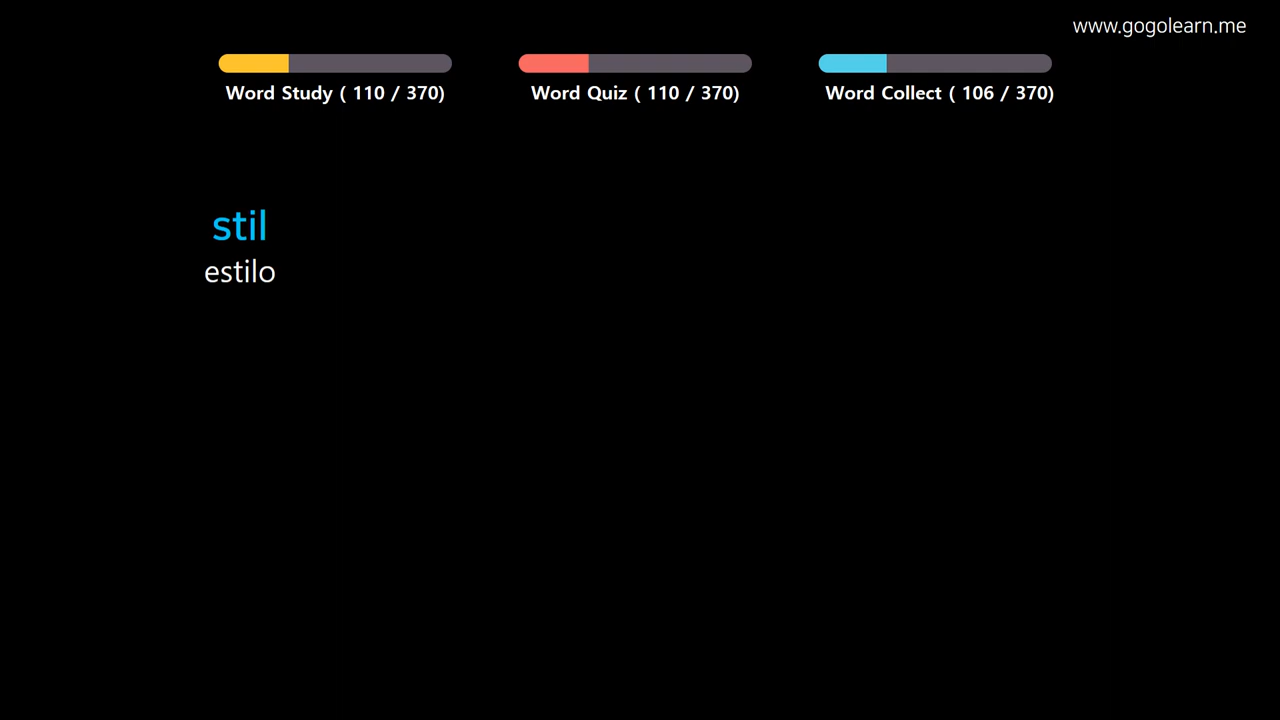 www.gogolearn.me
Word Study ( 110 / 370)
Word Quiz ( 110 / 370)
Word Collect ( 106 / 370)
stil
estilo